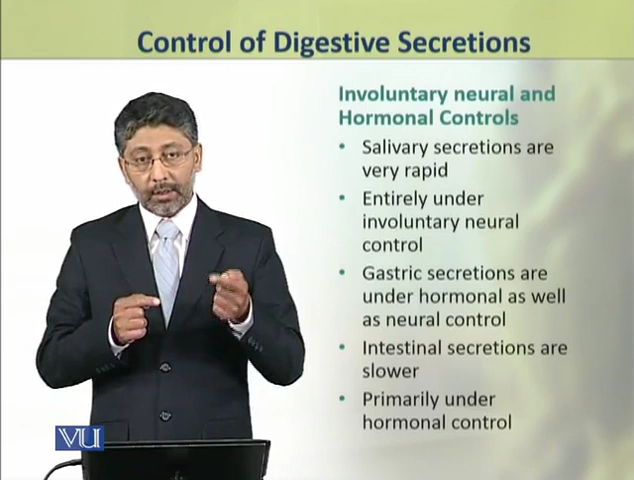 Control of Digestive Secretions
Involuntary neural and
Hormonal Controls
• Salivary secretions are
very rapid
• Entirely under
involuntary neural
control
• Gastric secretions are
under hormonal as well
as neural control
• Intestinal secretions are
slower
• Primarily under
hormonal control
VU